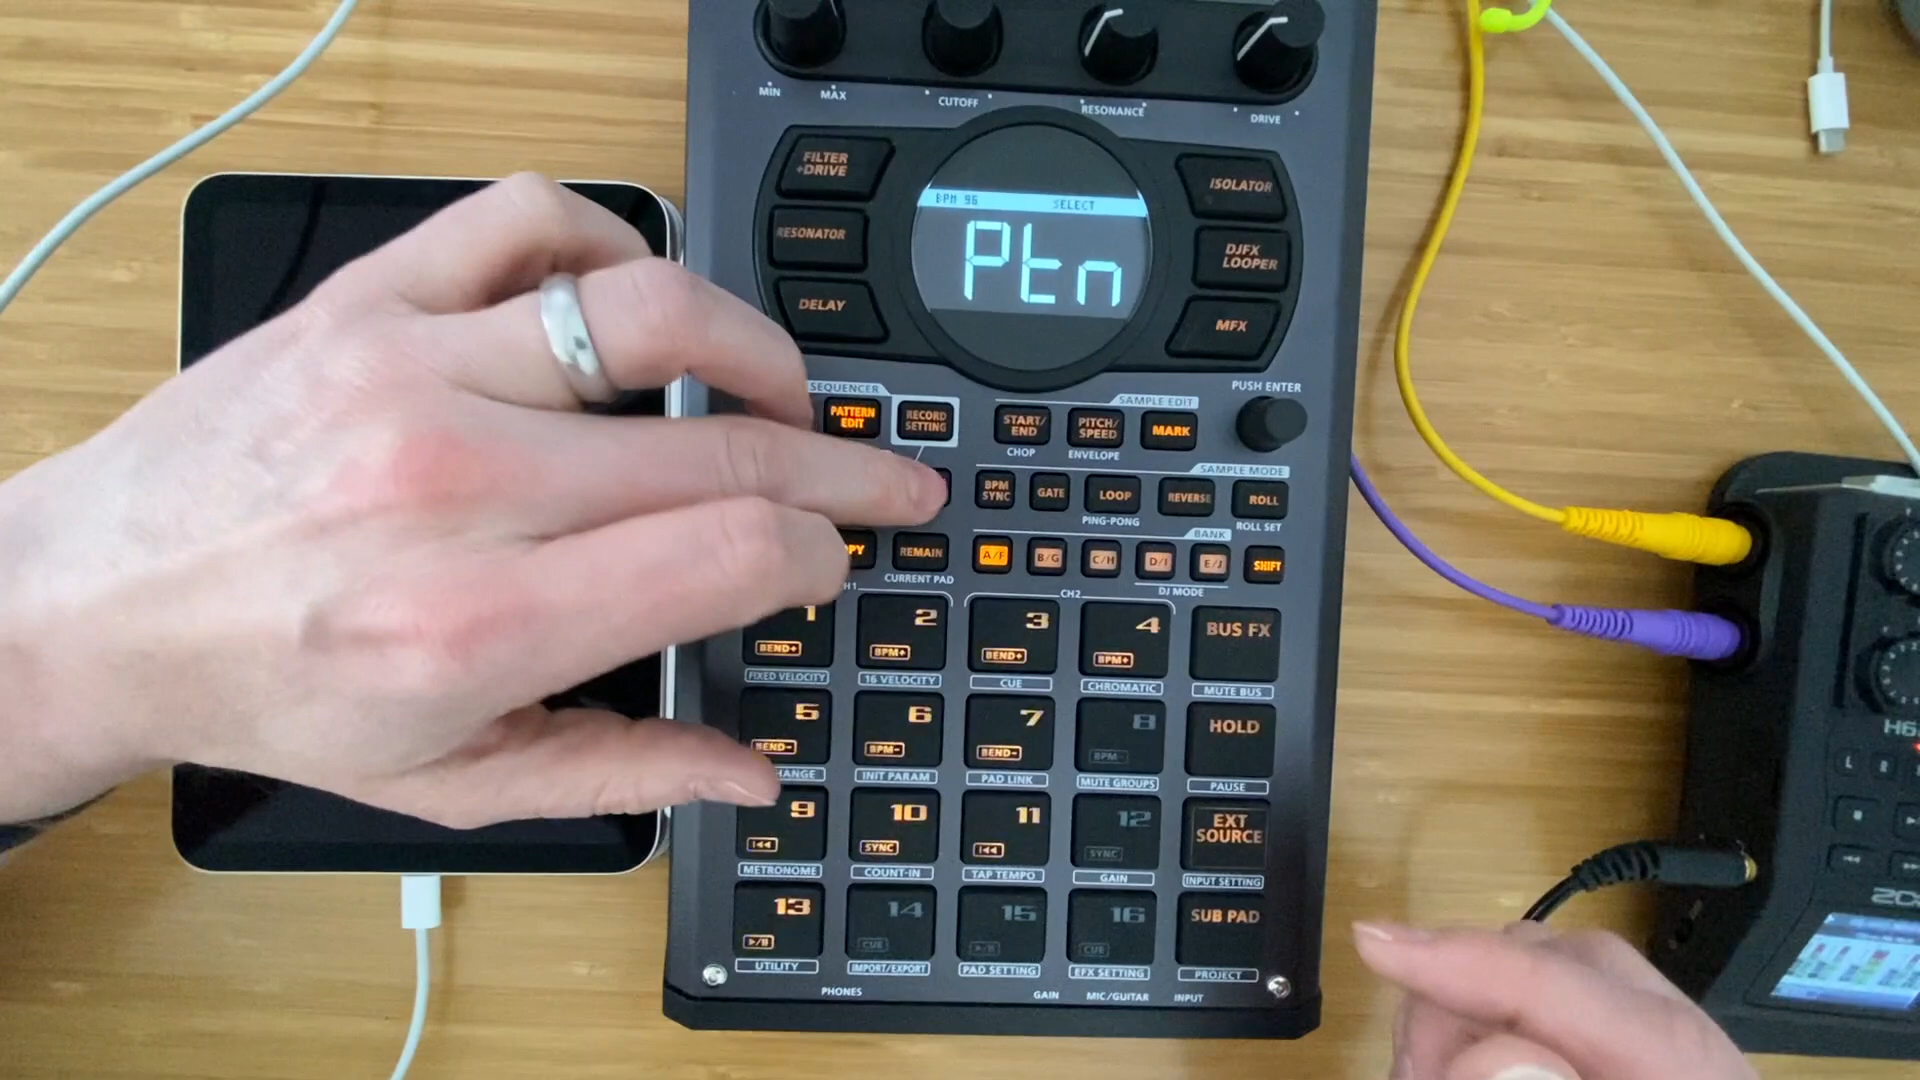 MIN
MAX
CUTOFF
RESONANCE
DRIVE
FILTER
+DRIVE
RESONATOR
DELAY
BPM 96
SELECT
Ptn
ISOLATOR
DJFX
LOOPER
MFX
SEQUENCER
PATTERN
EDIT
RECORD
SETTING
SAMPLE EDIT
START/
END
PITCH/
SPEED
MARK
CHOP
ENVELOPE
PUSH ENTER
SAMPLE MODE
BPM
SYNC
GATE
LOOP
REVERSE
ROLL
PING-PONG
ROLL SET
BANK
OPY
REMAIN
CURRENT PAD
A/F
B/G
C/H
D/I
E/J
SHIFT
DJ MODE
H1
CH2
1
BEND+
2
BPM+
3
BEND+
4
BPM+
BUS FX
FIXED VELOCITY
16 VELOCITY
CUE
CHROMATIC
MUTE BUS
5
BEND-
6
BPM-
7
BEND-
8
BPM-
HOLD
HANGE
INIT PARAM
PAD LINK
MUTE GROUPS
PAUSE
9
10
SYNC
11
12
SYNC
EXT
SOURCE
METRONOME
COUNT-IN
TAP TEMPO
GAIN
INPUT SETTING
13
14
CUE
15
16
CUE
SUB PAD
UTILITY
IMPORT/EXPORT
PAD SETTING
EFX SETTING
PROJECT
PHONES
GAIN
MIC/GUITAR
INPUT
H6
L
R